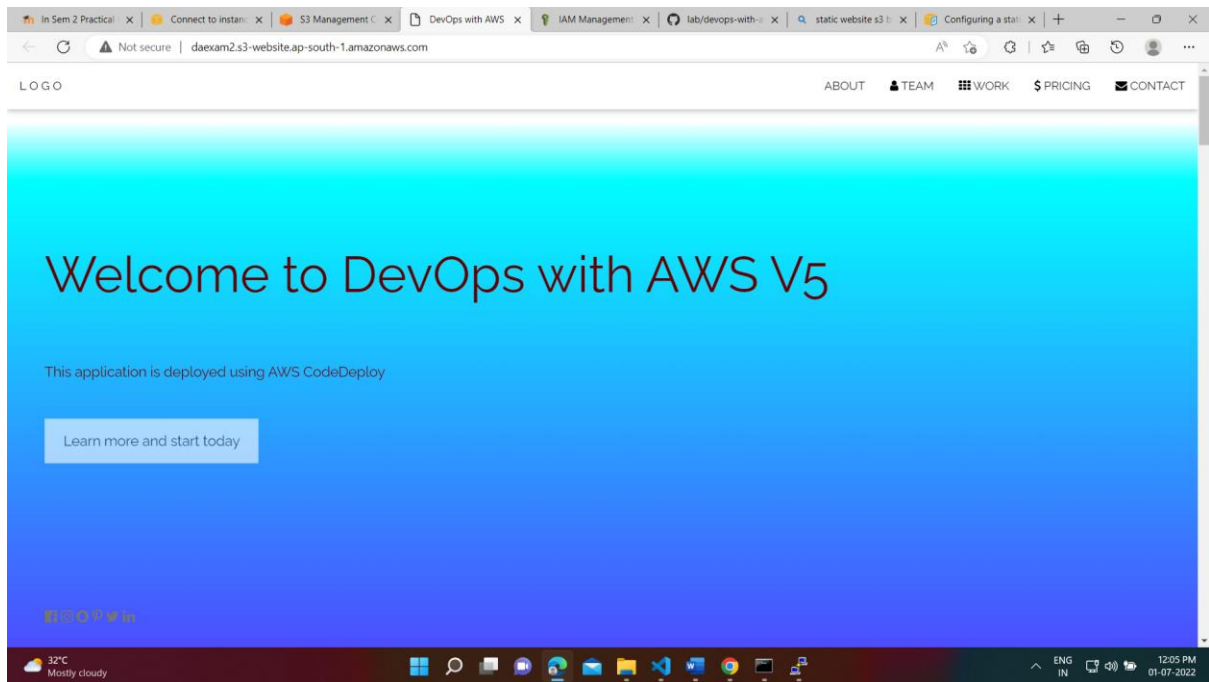 In Sem 2 Practical
Connect to instanc
S3 Management C
DevOps with AWS
IAM Management
lab/devops-with-a
static website s3 b
Configuring a stati
Not secure | daexam2.s3-website.ap-south-1.amazonaws.com
LOGO
ABOUT
TEAM
WORK
$ PRICING
CONTACT
Welcome to DevOps with AWS V5
This application is deployed using AWS CodeDeploy
Learn more and start today
32°C
Mostly cloudy
ENG
IN
12:05 PM
01-07-2022